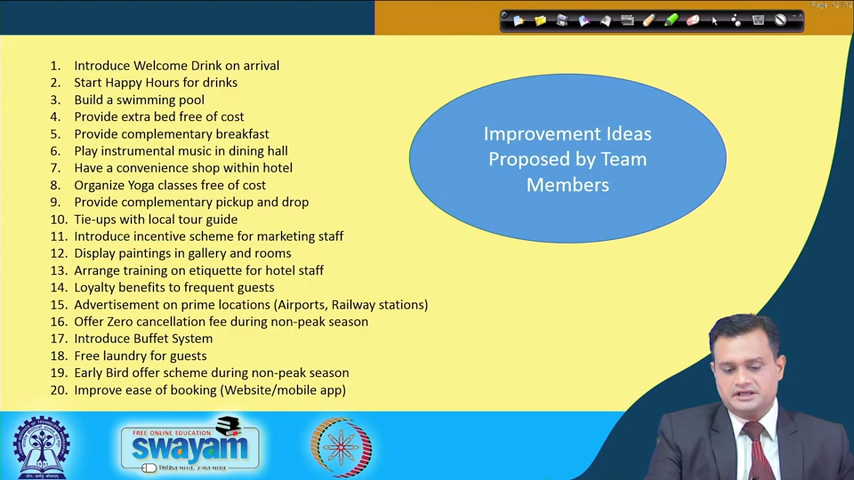 Page 12 / 12
1. Introduce Welcome Drink on arrival
2. Start Happy Hours for drinks
3. Build a swimming pool
4. Provide extra bed free of cost
5. Provide complementary breakfast
6. Play instrumental music in dining hall
7. Have a convenience shop within hotel
8. Organize Yoga classes free of cost
9. Provide complementary pickup and drop
10. Tie-ups with local tour guide
11. Introduce incentive scheme for marketing staff
12. Display paintings in gallery and rooms
13. Arrange training on etiquette for hotel staff
14. Loyalty benefits to frequent guests
15. Advertisement on prime locations (Airports, Railway stations)
16. Offer Zero cancellation fee during non-peak season
17. Introduce Buffet System
18. Free laundry for guests
19. Early Bird offer scheme during non-peak season
20. Improve ease of booking (Website/mobile app)
Improvement Ideas
Proposed by Team
Members
FREE ONLINE EDUCATION
swayam
शिक्षित भारत, उन्नत भारत